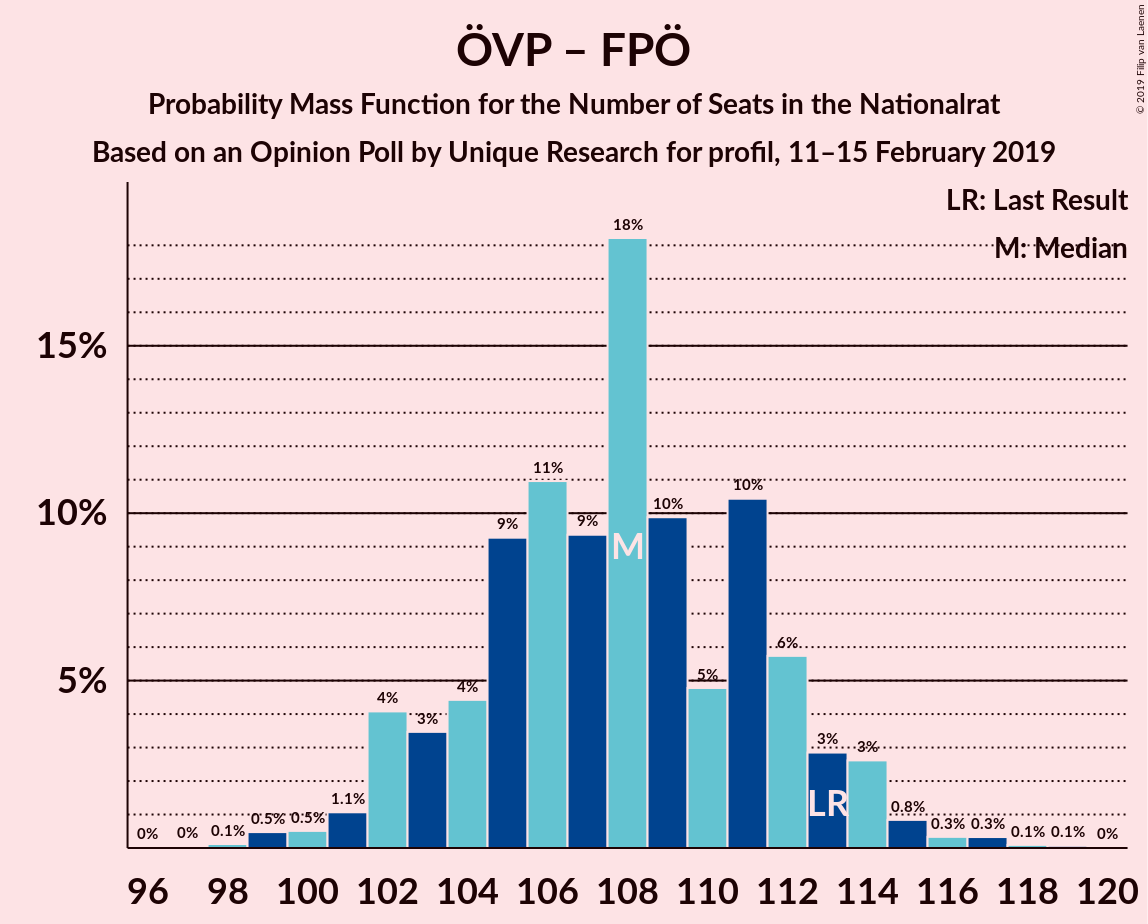 © 2019 Filip van Laenen
ÖVP – FPÖ
Probability Mass Function for the Number of Seats in the Nationalrat
Based on an Opinion Poll by Unique Research for profil, 11–15 February 2019
LR: Last Result
M: Median
15%
10%
5%
0% 0% 0.1% 0.5% 0.5% 1.1% 4% 3% 4% 9% 11% 9% 18% 10% 5% 10% 6% 3% 3% 0.8% 0.3% 0.3% 0.1% 0.1% 0%
M
LR
96 98 100 102 104 106 108 110 112 114 116 118 120